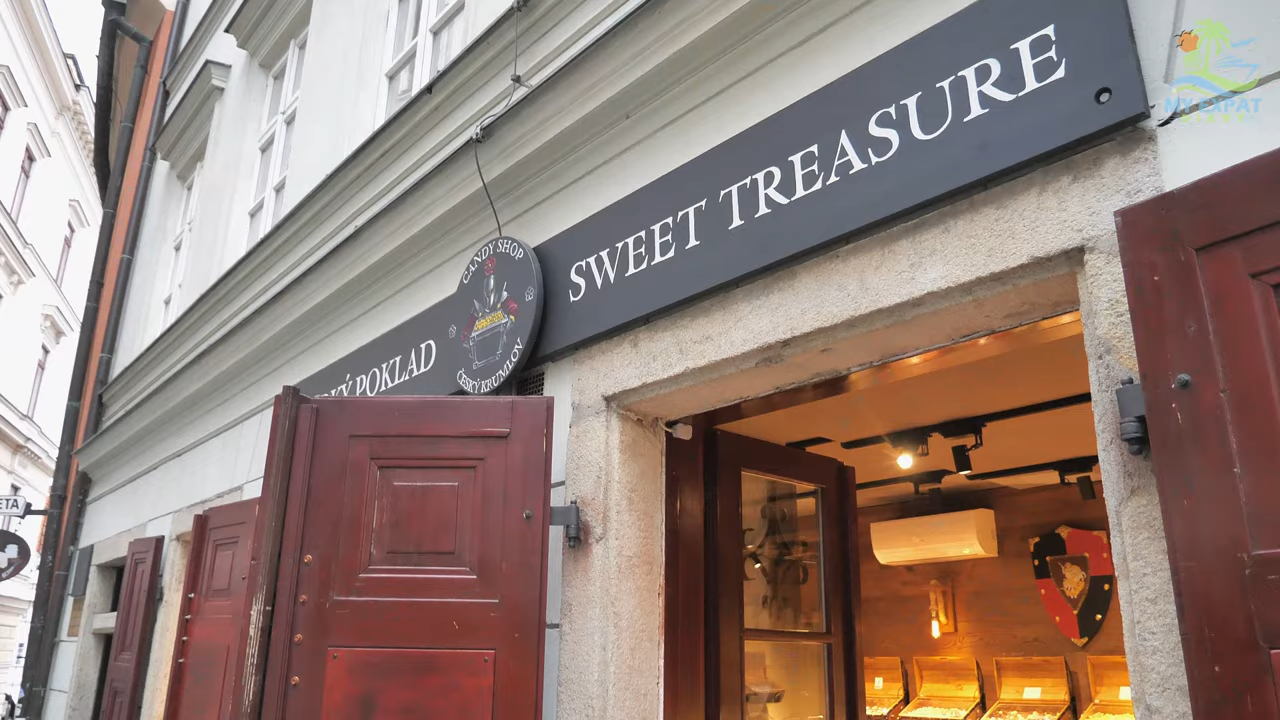 SWEET TREASURE
CANDY SHOP
ČESKÝ KRUMLOV
POKLAD
MY EXPAT